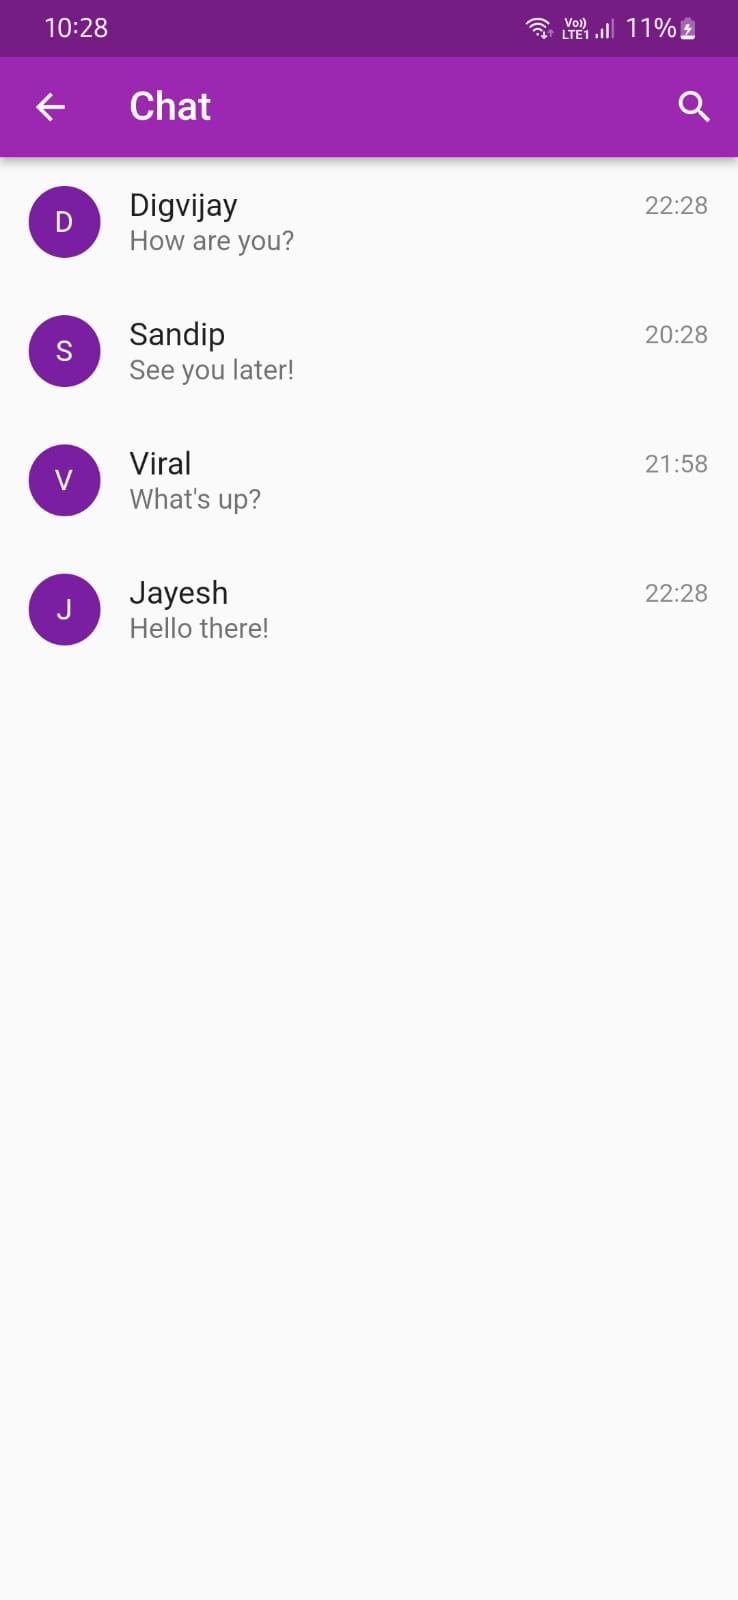 10:28 Vo)) LTE1 11%
Chat
D Digvijay 22:28
How are you?
S Sandip 20:28
See you later!
V Viral 21:58
What's up?
J Jayesh 22:28
Hello there!